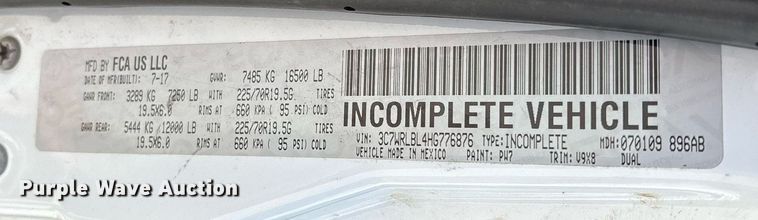 MFD BY FCA US LLC
DATE OF MFR(BUILT): 7-17 GVWR: 7485 KG 16500 LB
GAWR FRONT: 3289 KG 7250 LB WITH 225/70R19.5G TIRES
19.5X6.0 RIMS AT 660 KPA ( 95 PSI) COLD
GAWR REAR: 5444 KG /12000 LB WITH 225/70R19.5G TIRES
19.5X6.0 RIMS AT 660 KPA ( 95 PSI) COLD
INCOMPLETE VEHICLE
VIN: 3C7WRLBL4HG776876 TYPE:INCOMPLETE MDH:070109 896AB
VEHICLE MADE IN MEXICO PAINT: PW7 TRIM: V9X8 DUAL
Purple Wave Auction